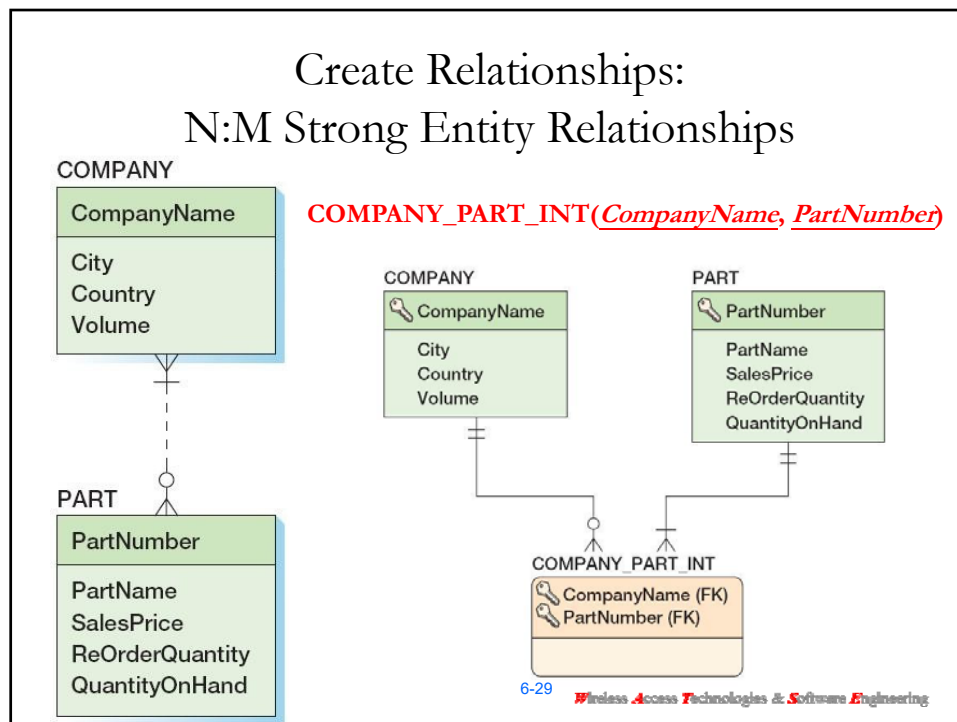 Create Relationships:
N:M Strong Entity Relationships
COMPANY
CompanyName
City
Country
Volume
PART
PartNumber
PartName
SalesPrice
ReOrderQuantity
QuantityOnHand
COMPANY_PART_INT(CompanyName, PartNumber)
COMPANY
CompanyName
City
Country
Volume
PART
PartNumber
PartName
SalesPrice
ReOrderQuantity
QuantityOnHand
COMPANY_PART_INT
CompanyName (FK)
PartNumber (FK)
6-29
Wireless Access Technologies & Software Engineering